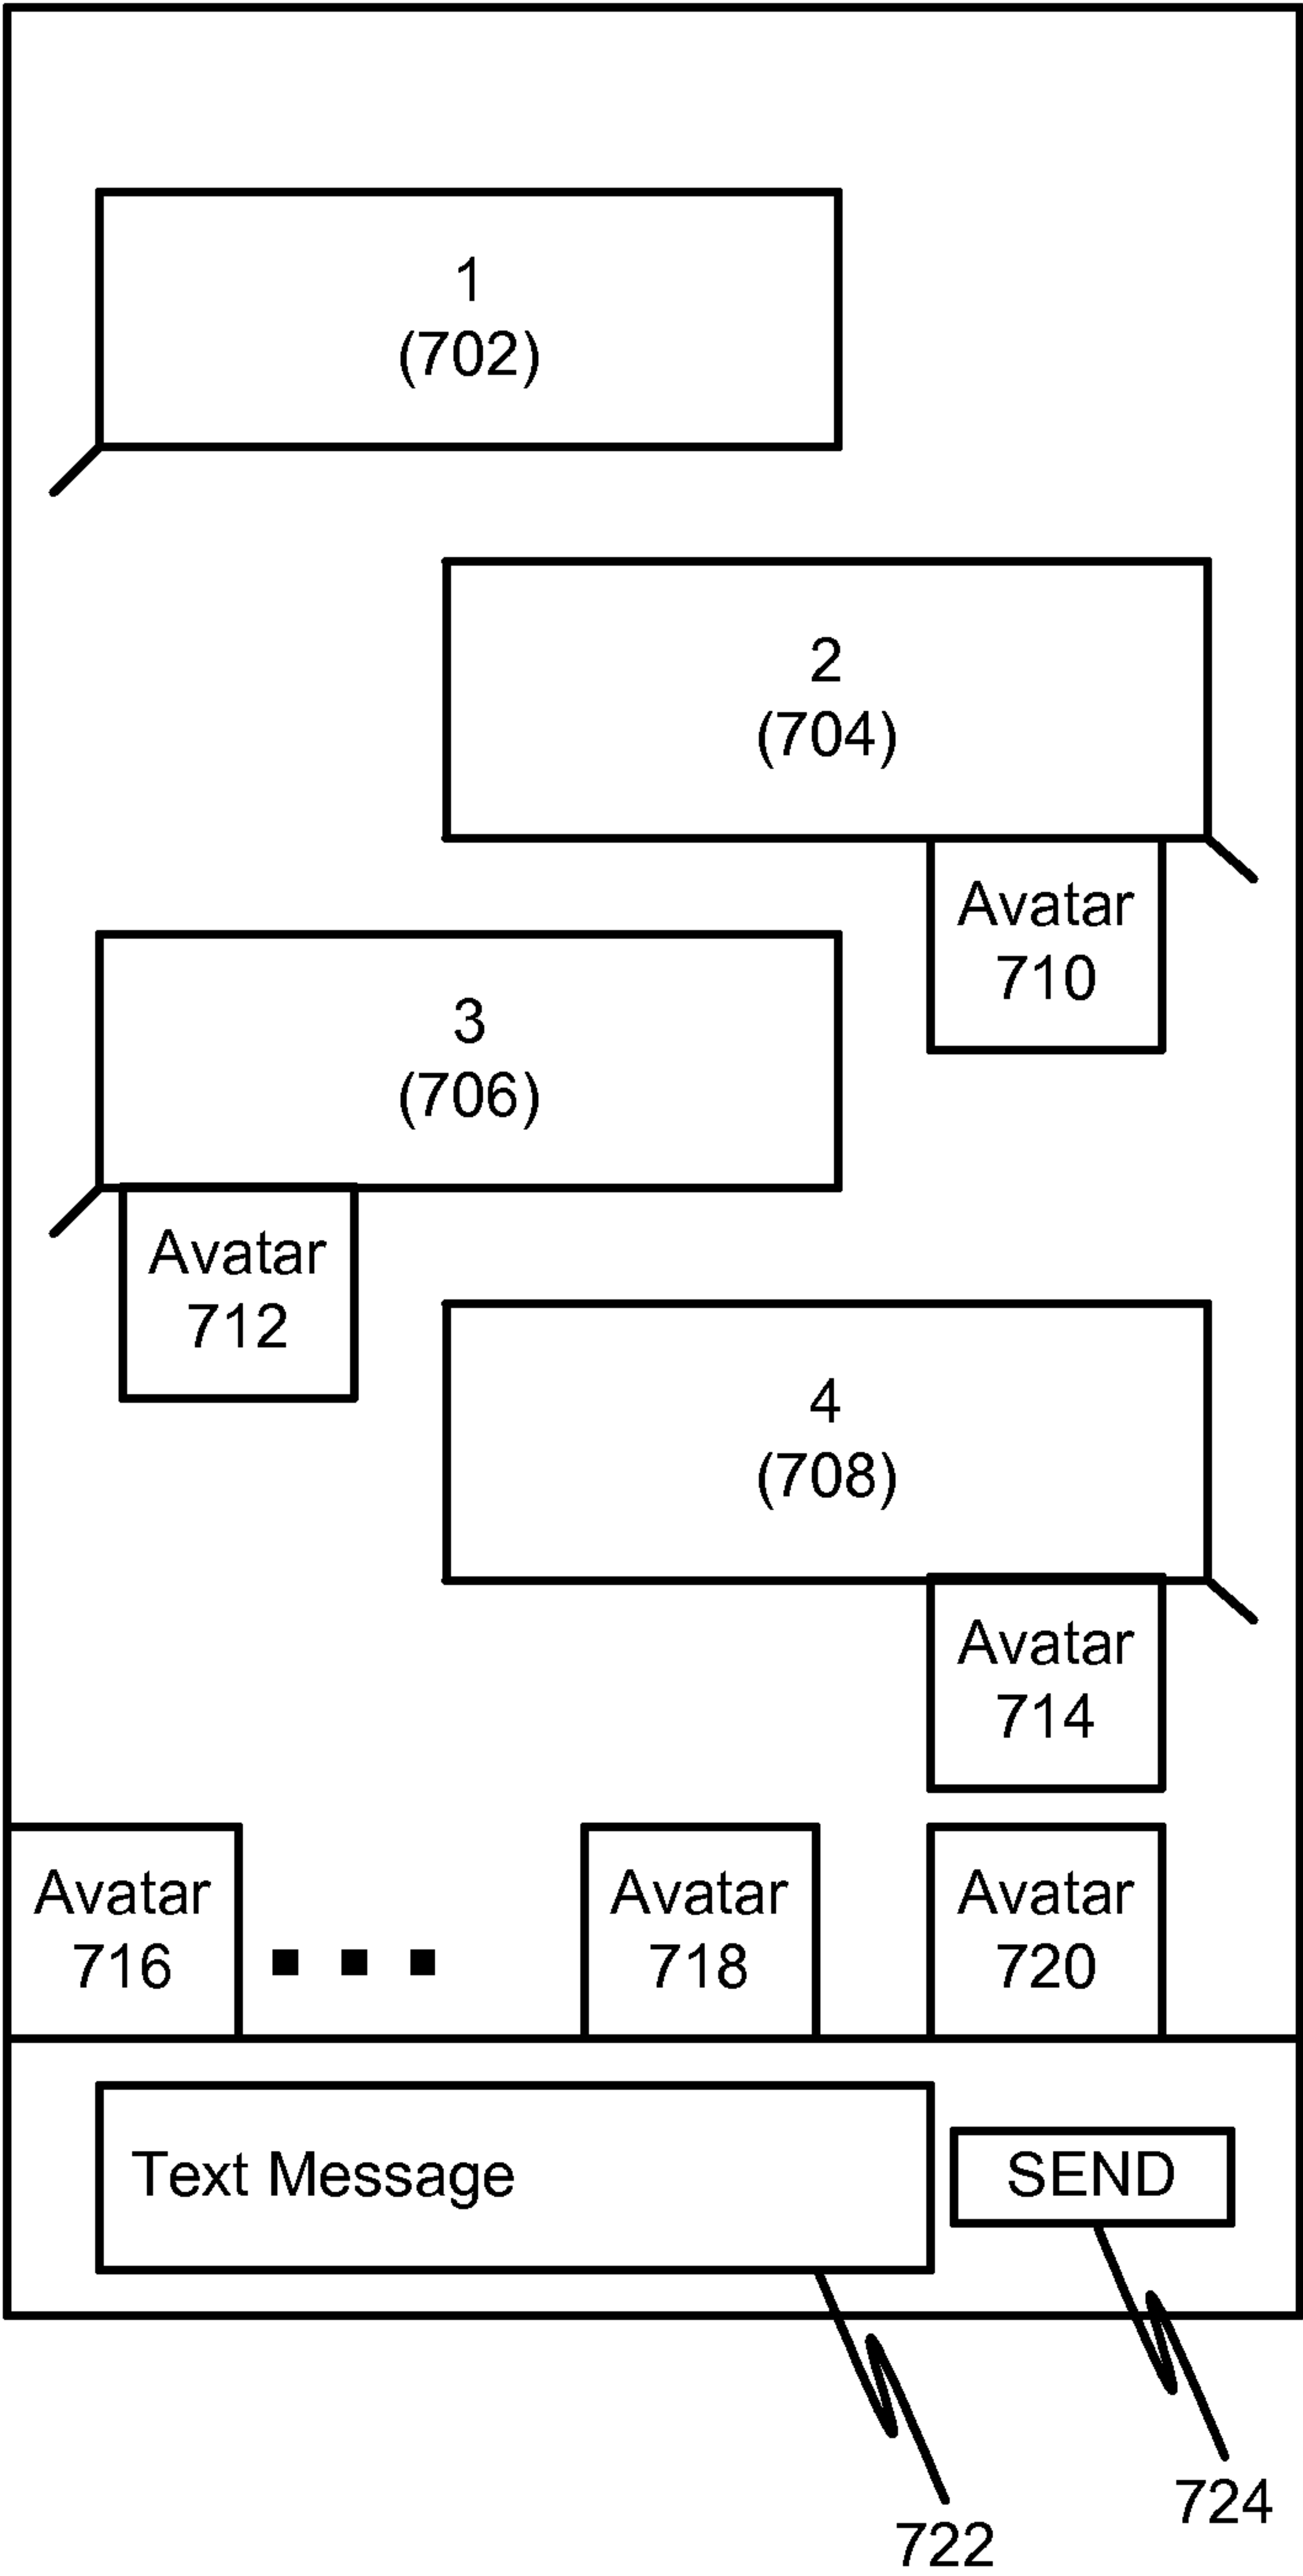 1
(702)
2
(704)
Avatar
710
3
(706)
Avatar
712
4
(708)
Avatar
714
Avatar
716
Avatar
718
Avatar
720
Text Message
SEND
722
724